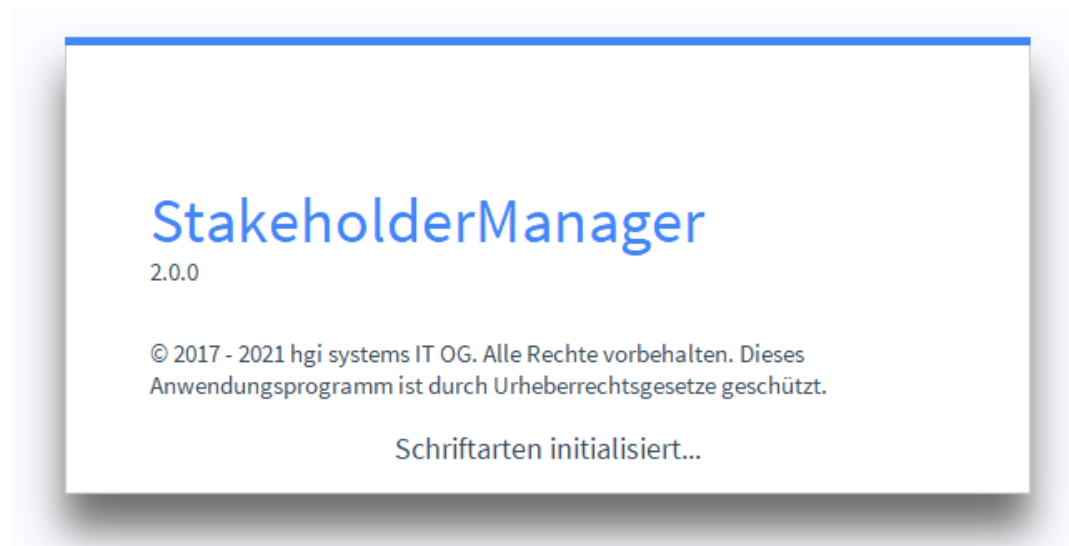 StakeholderManager
2.0.0
© 2017 - 2021 hgi systems IT OG. Alle Rechte vorbehalten. Dieses
Anwendungsprogramm ist durch Urheberrechtsgesetze geschützt.
Schriftarten initialisiert...